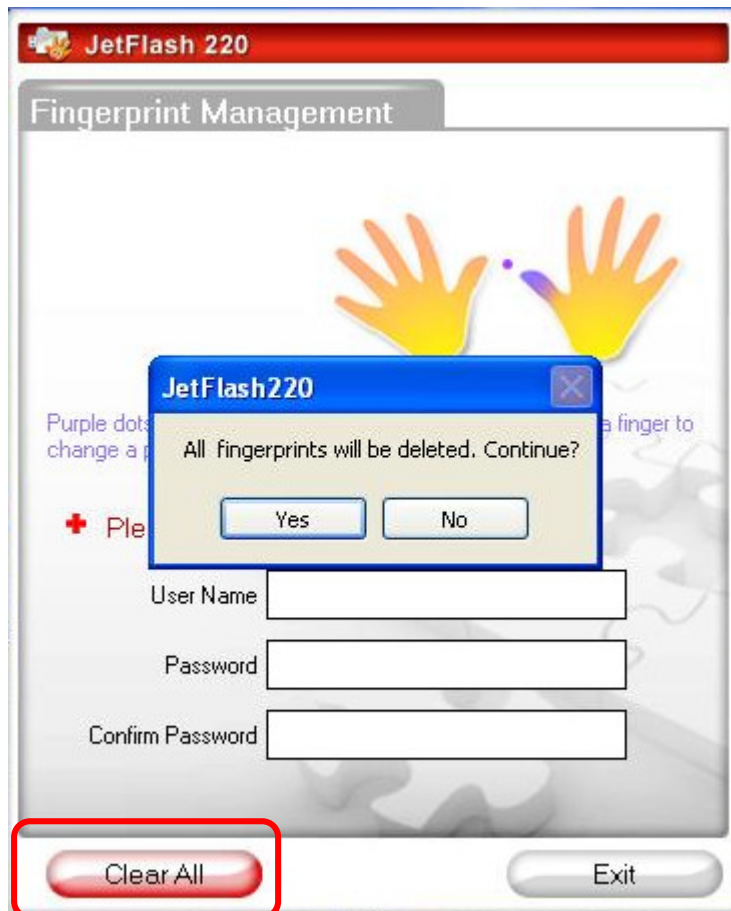 JetFlash 220
Fingerprint Management
JetFlash220
All fingerprints will be deleted. Continue?
Yes No
Purple dots a finger to
change a
Ple
User Name
Password
Confirm Password
Clear All Exit